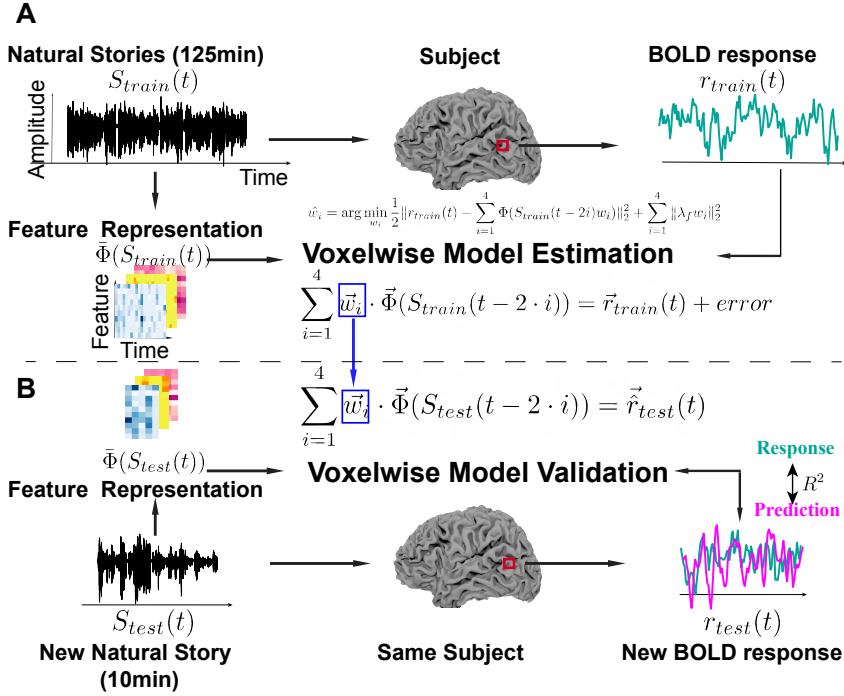 A
Natural Stories (125min)
Subject
BOLD response
S_{train}(t)
r_{train}(t)
Amplitude
Time
\hat{w}_i = \arg\min_{w_i} \frac{1}{2} \|r_{train}(t) - \sum_{i=1}^{4} \Phi(S_{train}(t-2i)w_i)\|_2^2 + \sum_{i=1}^{4} \|\lambda_f w_i\|_2^2
Feature Representation
\bar{\Phi}(S_{train}(t))
Voxelwise Model Estimation
Feature
Time
\sum_{i=1}^{4} \vec{w}_i \cdot \vec{\Phi}(S_{train}(t - 2 \cdot i)) = \vec{r}_{train}(t) + error
B
\sum_{i=1}^{4} \vec{w}_i \cdot \vec{\Phi}(S_{test}(t - 2 \cdot i)) = \vec{\hat{r}}_{test}(t)
\bar{\Phi}(S_{test}(t))
Voxelwise Model Validation
Feature Representation
Response
R^2
Prediction
S_{test}(t)
r_{test}(t)
New Natural Story
(10min)
Same Subject
New BOLD response